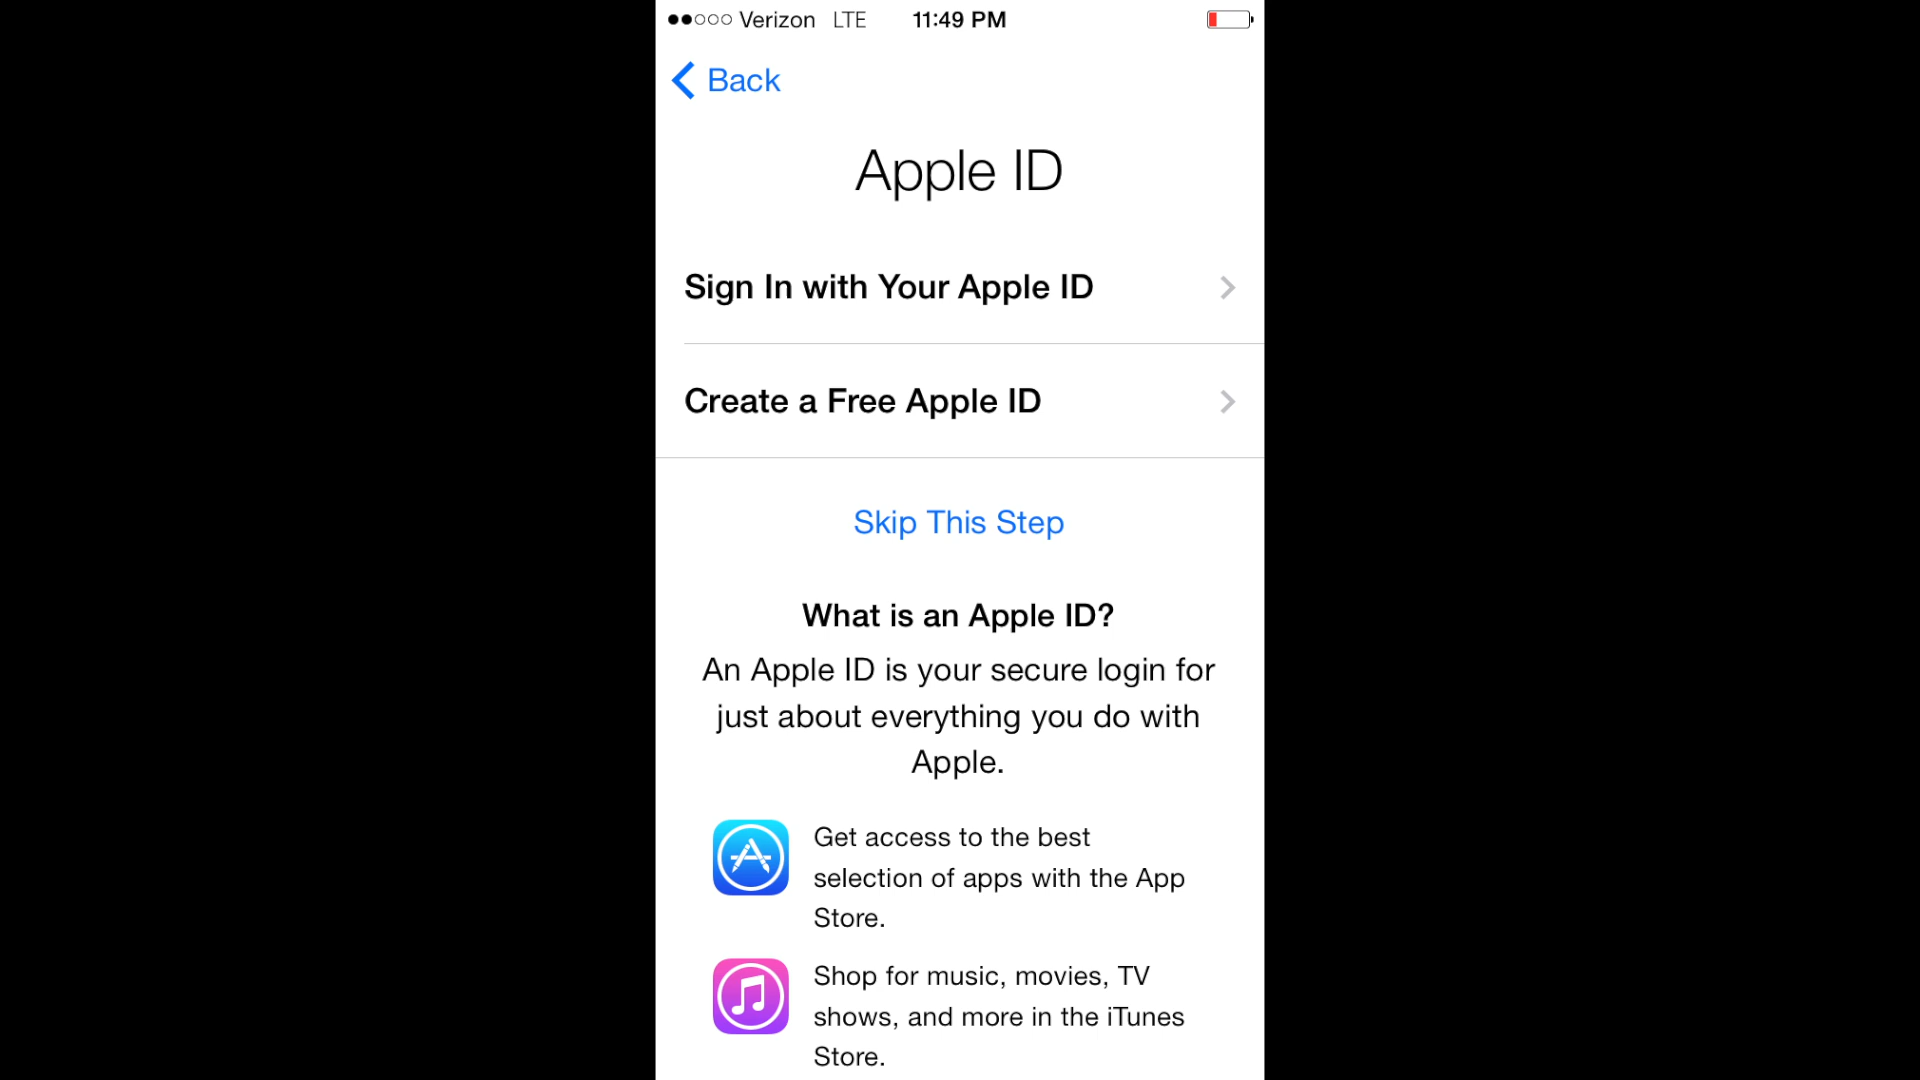 Verizon LTE 11:49 PM
Back
Apple ID
Sign In with Your Apple ID
Create a Free Apple ID
Skip This Step
What is an Apple ID?
An Apple ID is your secure login for
just about everything you do with
Apple.
Get access to the best
selection of apps with the App
Store.
Shop for music, movies, TV
shows, and more in the iTunes
Store.